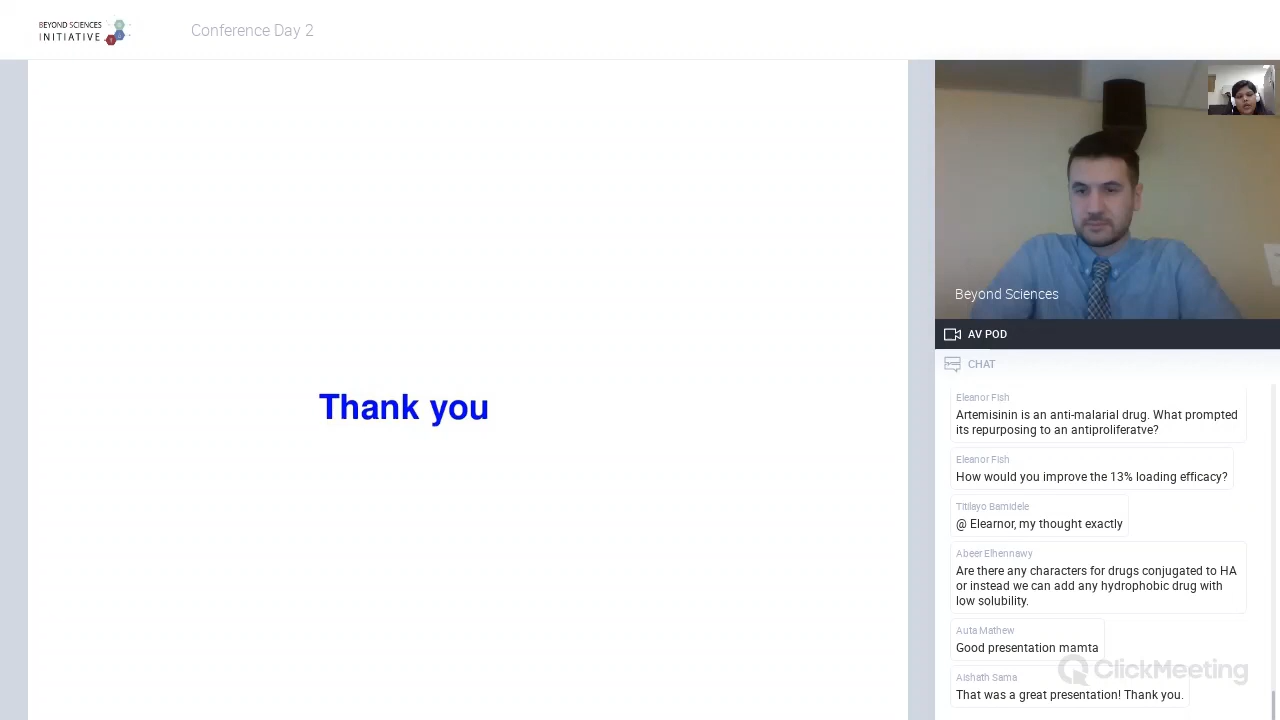 BEYOND SCIENCES
INITIATIVE
Conference Day 2
Thank you
Beyond Sciences
AV POD
CHAT
Eleanor Fish
Artemisinin is an anti-malarial drug. What prompted
its repurposing to an antiproliferatve?
Eleanor Fish
How would you improve the 13% loading efficacy?
Titilayo Bamidele
@ Elearnor, my thought exactly
Abeer Elhennawy
Are there any characters for drugs conjugated to HA
or instead we can add any hydrophobic drug with
low solubility.
Auta Mathew
Good presentation mamta
ClickMeeting
Aishath Sama
That was a great presentation! Thank you.